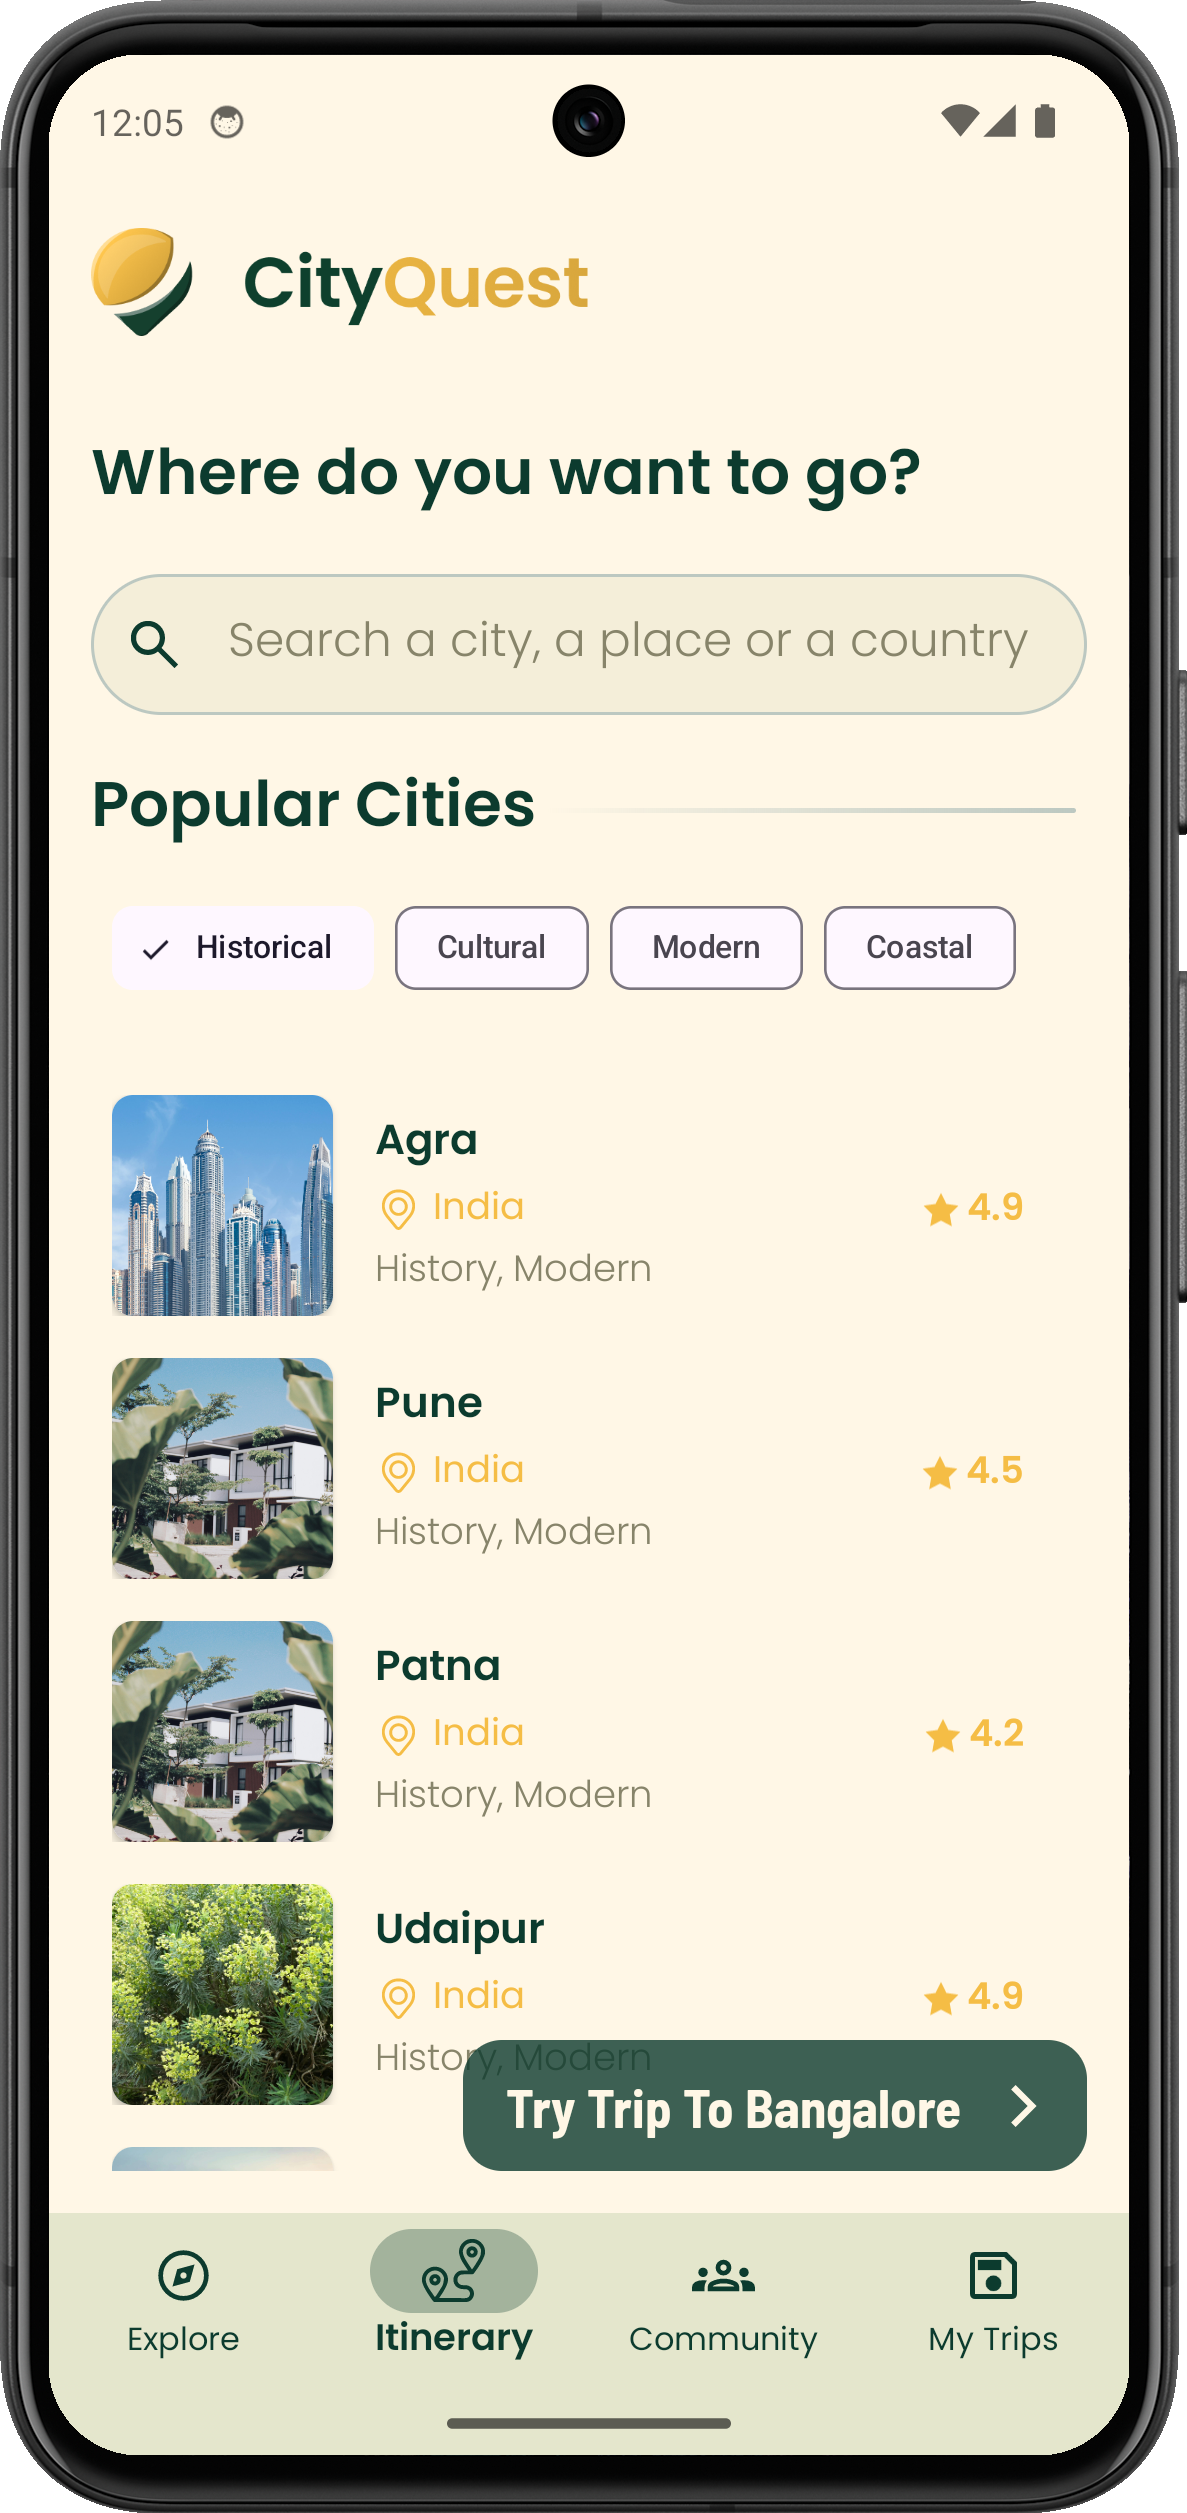 12:05
CityQuest
Where do you want to go?
Search a city, a place or a country
Popular Cities
Historical Cultural Modern Coastal
Agra
India 4.9
History, Modern
Pune
India 4.5
History, Modern
Patna
India 4.2
History, Modern
Udaipur
India 4.9
History, Modern
Try Trip To Bangalore
Explore Itinerary Community My Trips